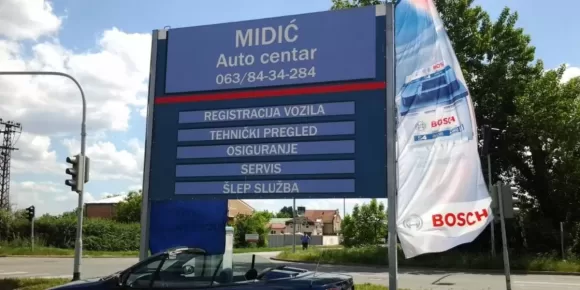 MIDIĆ
Auto centar
063/84-34-284
REGISTRACIJA VOZILA
TEHNIČKI PREGLED
OSIGURANJE
SERVIS
ŠLEP SLUŽBA
BOSCH
BOSCH